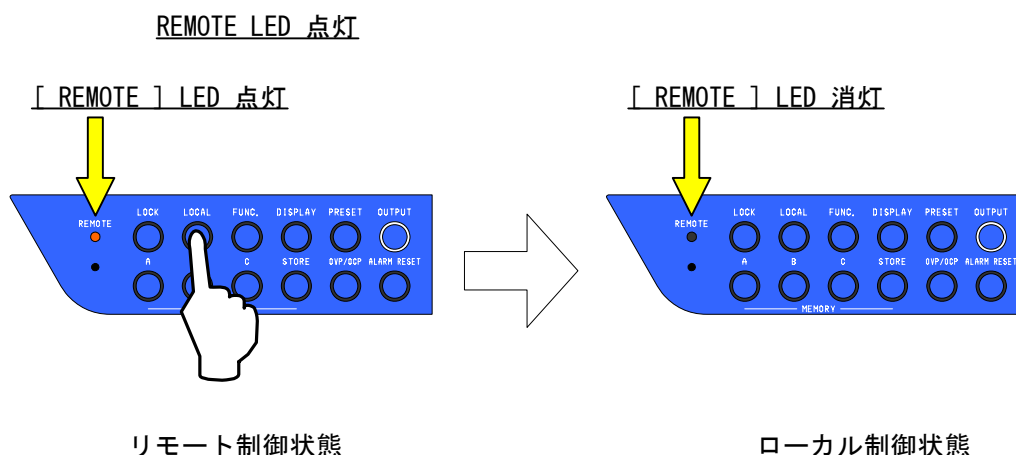 REMOTE LED 点灯
[ REMOTE ] LED 点灯
[ REMOTE ] LED 消灯
REMOTE
LOCK LOCAL FUNC. DISPLAY PRESET OUTPUT
A C STORE OVP/OCP ALARM RESET
REMOTE
LOCK LOCAL FUNC. DISPLAY PRESET OUTPUT
A B C STORE OVP/OCP ALARM RESET
MEMORY
リモート制御状態
ローカル制御状態